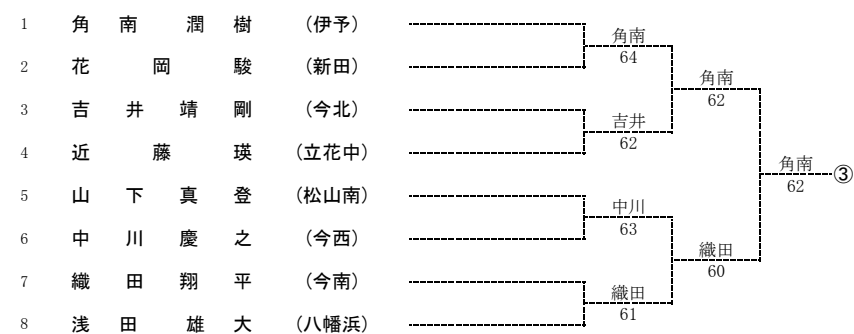 1 角南 潤樹 (伊予)
2 花岡 駿 (新田)
3 吉井靖剛 (今北)
4 近藤 瑛 (立花中)
5 山下真登 (松山南)
6 中川慶之 (今西)
7 織田翔平 (今南)
8 浅田 雄大 (八幡浜)
角南
64
吉井
62
中川
63
織田
61
角南
62
織田
60
角南
62
③